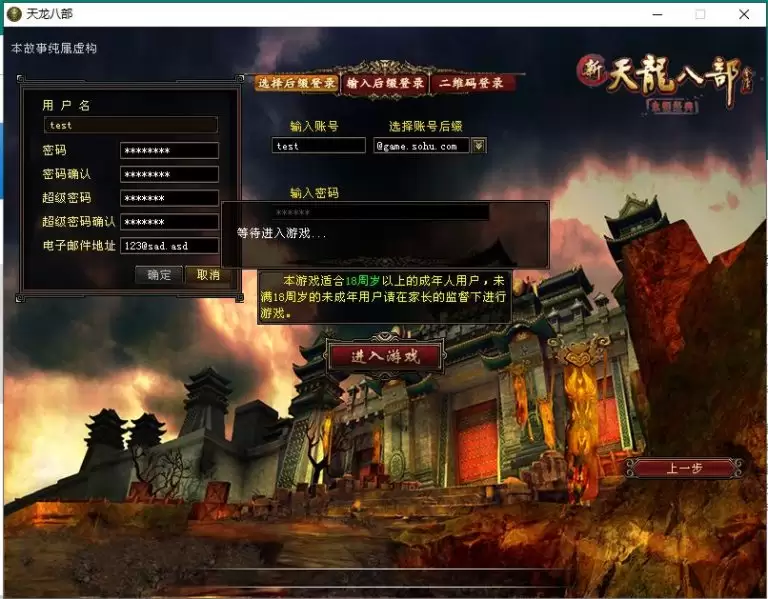 天龙八部
本故事纯属虚构
新天龍八部
选择后缀登录 输入后缀登录 二维码登录
用 户 名
test
密码 ********
密码确认 ********
超级密码 *******
超级密码确认 *******
电子邮件地址 123@sad.asd
确定 取消
输入账号 选择账号后缀
test @game.sohu.com
输入密码
******
等待进入游戏...
本游戏适合18周岁以上的成年人用户，未
满18周岁的未成年用户请在家长的监督下进行
游戏。
进入游戏
上一步